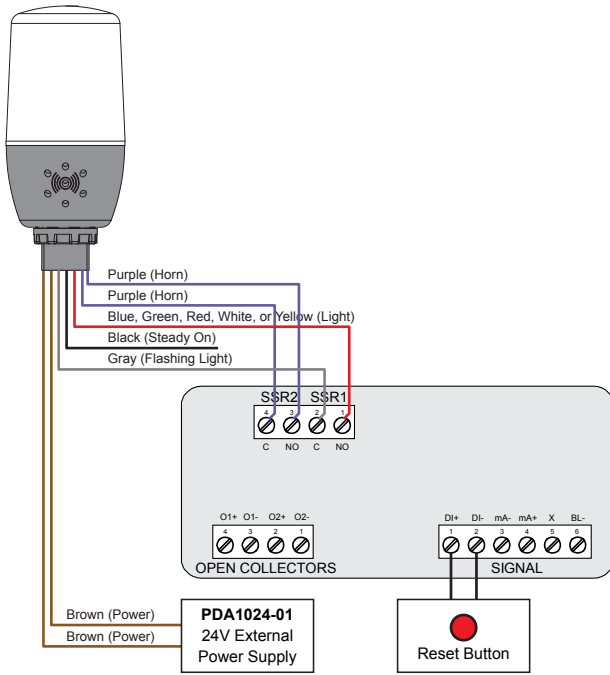 Purple (Horn)
Purple (Horn)
Blue, Green, Red, White, or Yellow (Light)
Black (Steady On)
Gray (Flashing Light)
SSR2 SSR1
4 3 2 1
C NO C NO
O1+ O1- O2+ O2-
4 3 2 1
OPEN COLLECTORS
DI+ DI- mA- mA+ X BL-
1 2 3 4 5 6
SIGNAL
Brown (Power)
Brown (Power)
PDA1024-01
24V External
Power Supply
Reset Button